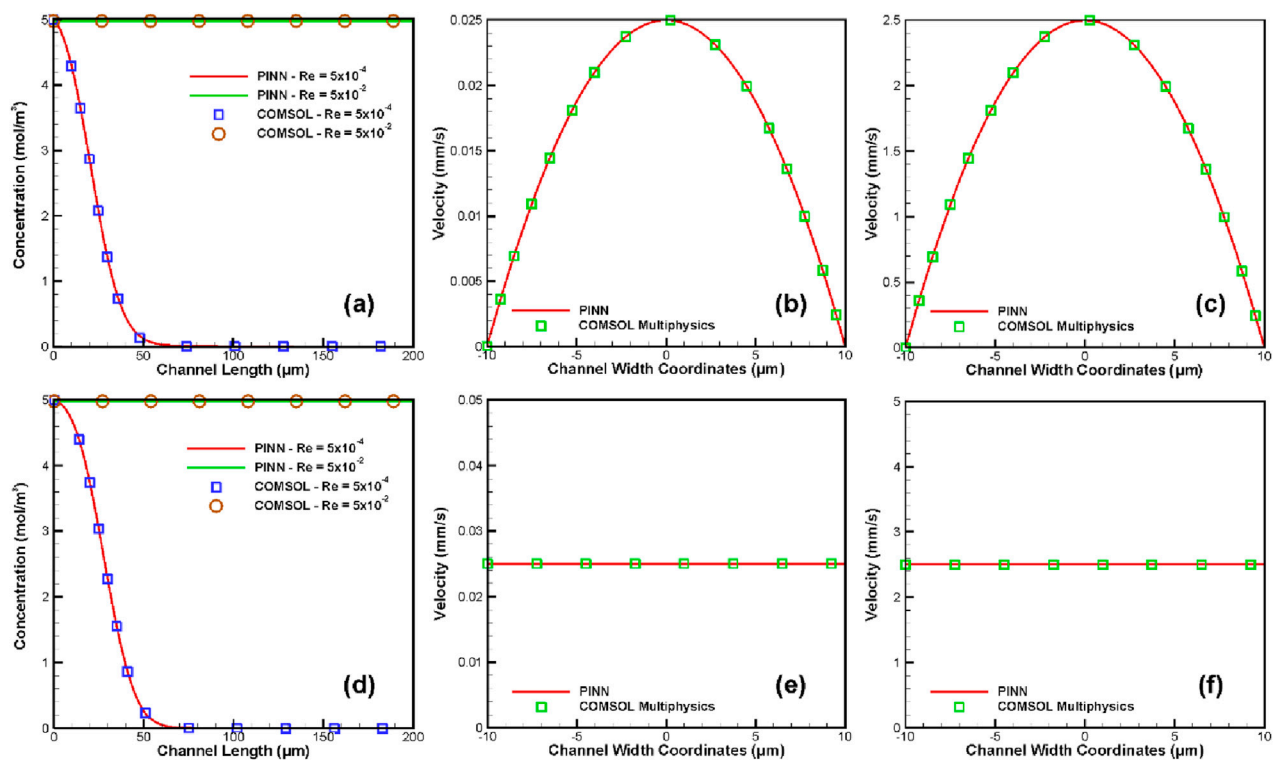 Concentration (mol/m³)
5
4
3
2
1
0
PINN - Re = 5x10⁻⁴
PINN - Re = 5x10⁻²
COMSOL - Re = 5x10⁻⁴
COMSOL - Re = 5x10⁻²
(a)
0 50 100 150 200
Channel Length (µm)
Velocity (mm/s)
0.025
0.02
0.015
0.01
0.005
0
PINN
COMSOL Multiphysics
(b)
-10 -5 0 5 10
Channel Width Coordinates (µm)
Velocity (mm/s)
2.5
2
1.5
1
0.5
0
PINN
COMSOL Multiphysics
(c)
-10 -5 0 5 10
Channel Width Coordinates (µm)
Concentration (mol/m³)
5
4
3
2
1
0
PINN - Re = 5x10⁻⁴
PINN - Re = 5x10⁻²
COMSOL - Re = 5x10⁻⁴
COMSOL - Re = 5x10⁻²
(d)
0 50 100 150 200
Channel Length (µm)
Velocity (mm/s)
0.05
0.04
0.03
0.02
0.01
0
PINN
COMSOL Multiphysics
(e)
-10 -5 0 5 10
Channel Width Coordinates (µm)
Velocity (mm/s)
5
4
3
2
1
0
PINN
COMSOL Multiphysics
(f)
-10 -5 0 5 10
Channel Width Coordinates (µm)